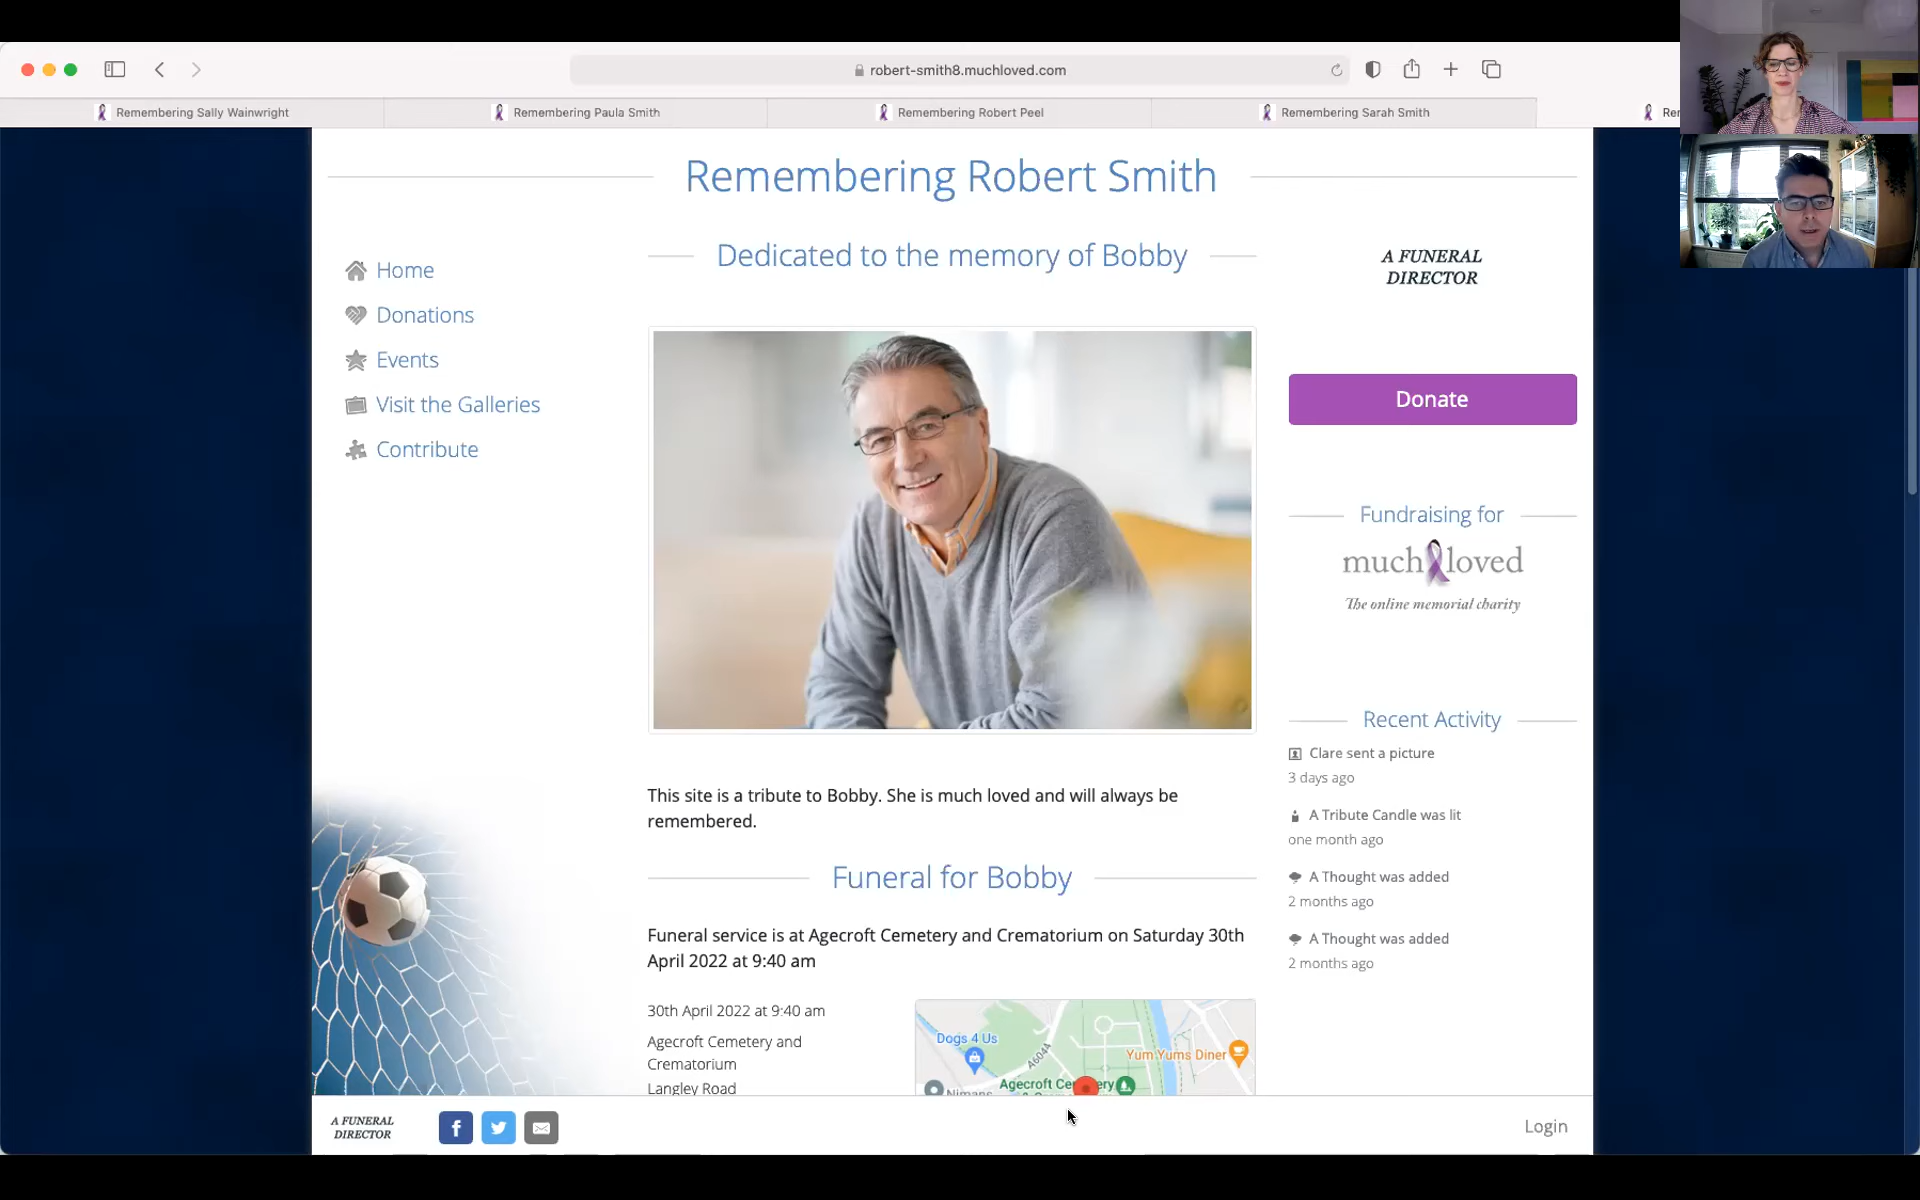 robert-smith8.muchloved.com
Remembering Sally Wainwright
Remembering Paula Smith
Remembering Robert Peel
Remembering Sarah Smith
Rem
Remembering Robert Smith
Home
Donations
Events
Visit the Galleries
Contribute
Dedicated to the memory of Bobby
This site is a tribute to Bobby. She is much loved and will always be
remembered.
Funeral for Bobby
Funeral service is at Agecroft Cemetery and Crematorium on Saturday 30th
April 2022 at 9:40 am
30th April 2022 at 9:40 am
Agecroft Cemetery and
Crematorium
Langley Road
Dogs 4 Us
A6044
Yum Yums Diner
Agecroft Cemetery
Nimans
A FUNERAL
DIRECTOR
Donate
Fundraising for
much loved
The online memorial charity
Recent Activity
Clare sent a picture
3 days ago
A Tribute Candle was lit
one month ago
A Thought was added
2 months ago
A Thought was added
2 months ago
A FUNERAL
DIRECTOR
Login